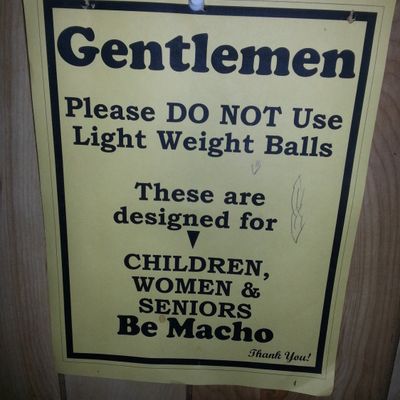 Gentlemen
Please DO NOT Use
Light Weight Balls
These are
designed for
CHILDREN,
WOMEN &
SENIORS
Be Macho
Thank You!